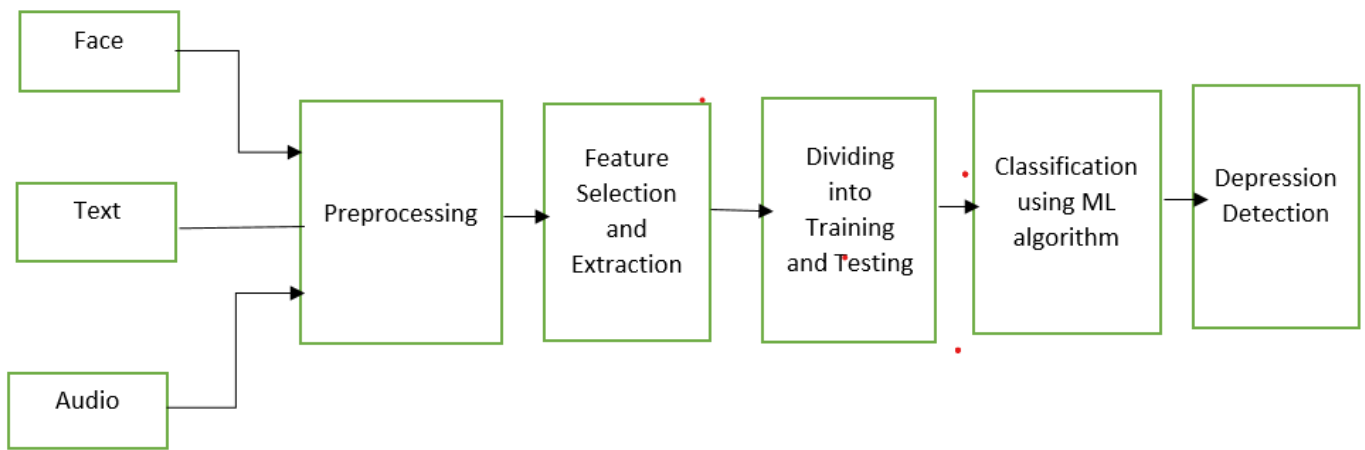 Face
Text
Audio
Preprocessing
Feature
Selection
and
Extraction
Dividing
into
Training
and Testing
Classification
using ML
algorithm
Depression
Detection